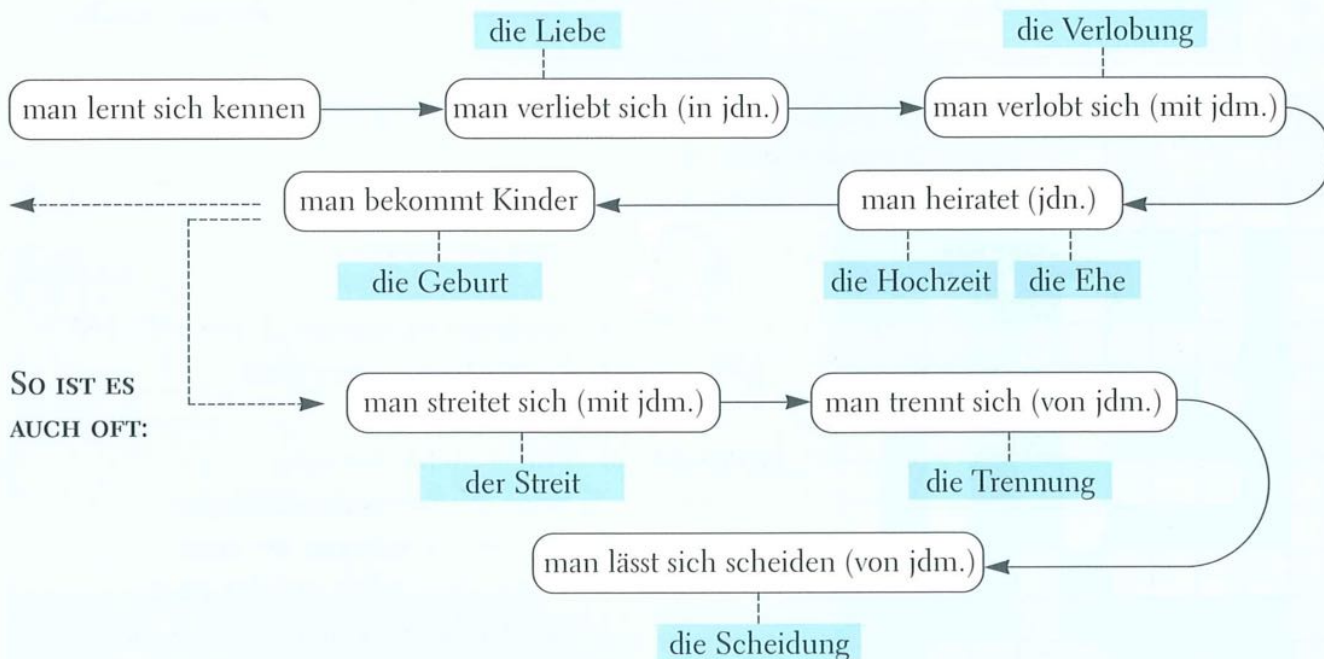 die Liebe
die Verlobung
man lernt sich kennen
man verliebt sich (in jdn.)
man verlobt sich (mit jdm.)
man heiratet (jdn.)
die Hochzeit
die Ehe
man bekommt Kinder
die Geburt
SO IST ES
AUCH OFT:
man streitet sich (mit jdm.)
der Streit
man trennt sich (von jdm.)
die Trennung
man lässt sich scheiden (von jdm.)
die Scheidung